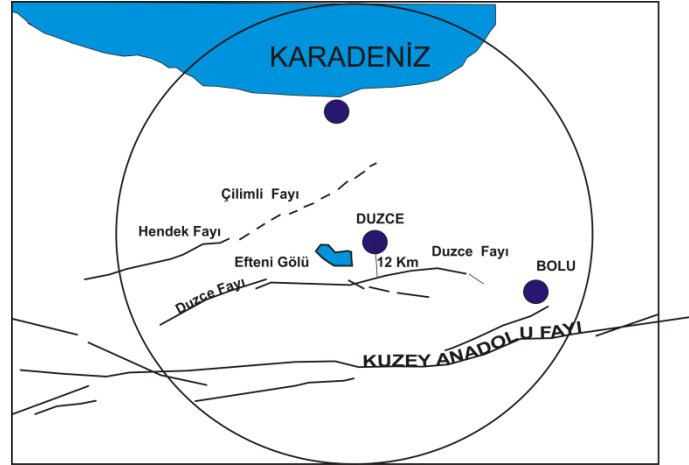 KARADENİZ
Çilimli Fayı
Hendek Fayı
DUZCE
Efteni Gölü
12 Km
Duzce Fayı
BOLU
Duzce Fayı
KUZEY ANADOLU FAYI